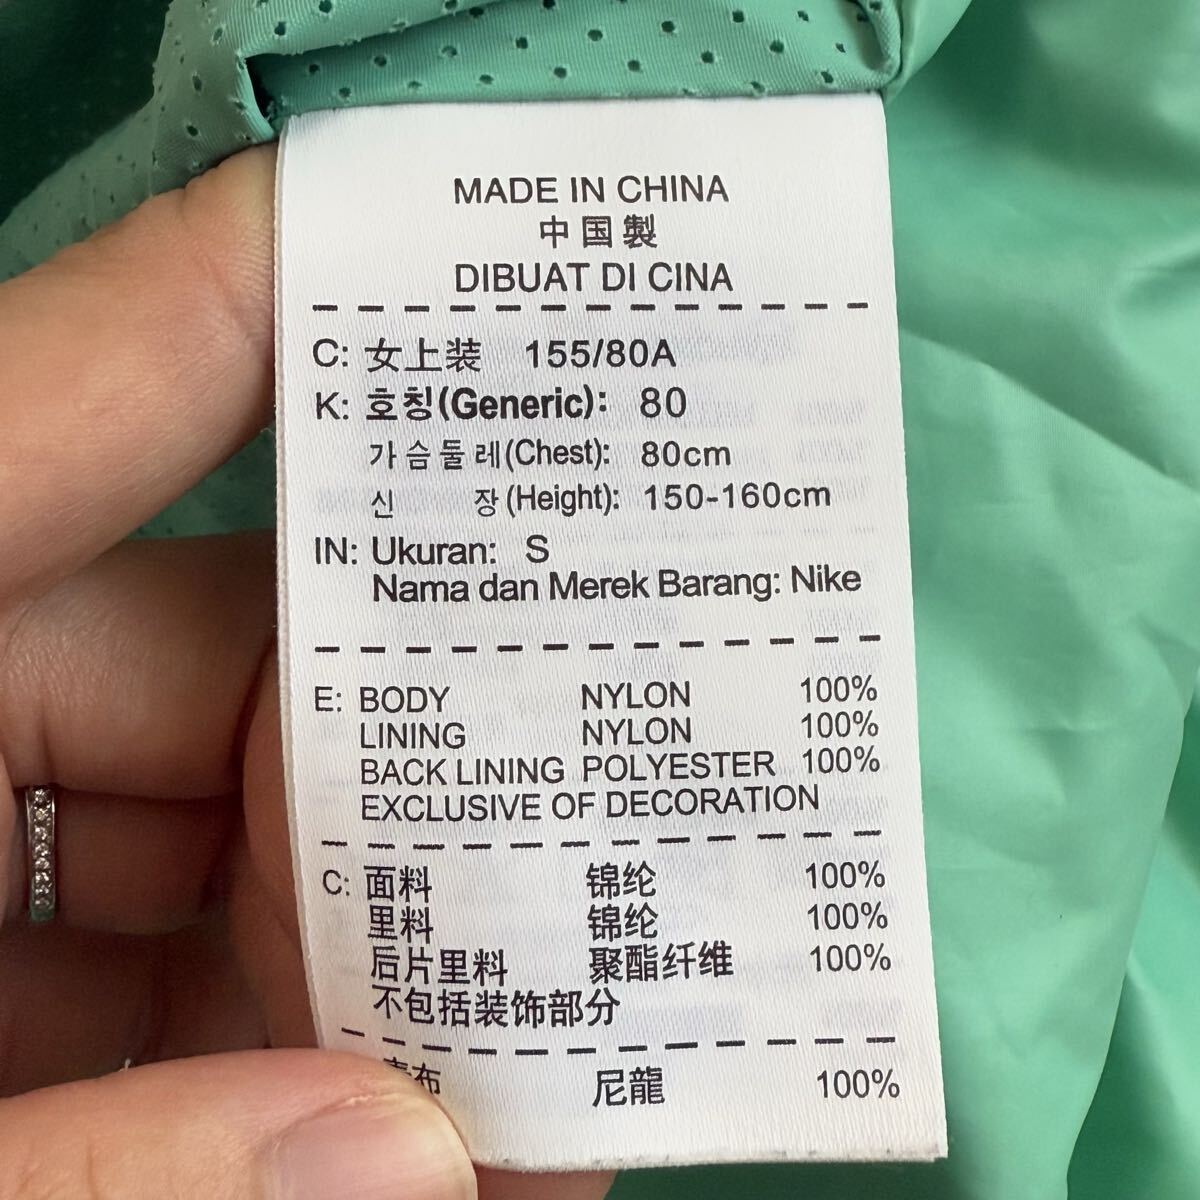 MADE IN CHINA
中国製
DIBUAT DI CINA
C: 女上装 155/80A
K: 호칭(Generic): 80
가슴둘레(Chest): 80cm
신 장(Height): 150-160cm
IN: Ukuran: S
Nama dan Merek Barang: Nike
E: BODY NYLON 100%
LINING NYLON 100%
BACK LINING POLYESTER 100%
EXCLUSIVE OF DECORATION
C: 面料 锦纶 100%
里料 锦纶 100%
后片里料 聚酯纤维 100%
不包括装饰部分
布 尼龍 100%